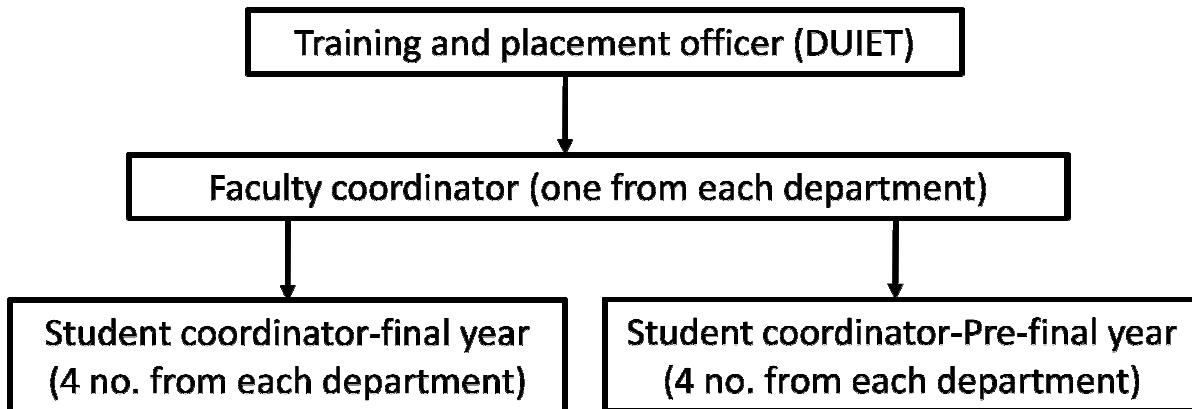 Training and placement officer (DUIET)
Faculty coordinator (one from each department)
Student coordinator-final year
(4 no. from each department)
Student coordinator-Pre-final year
(4 no. from each department)